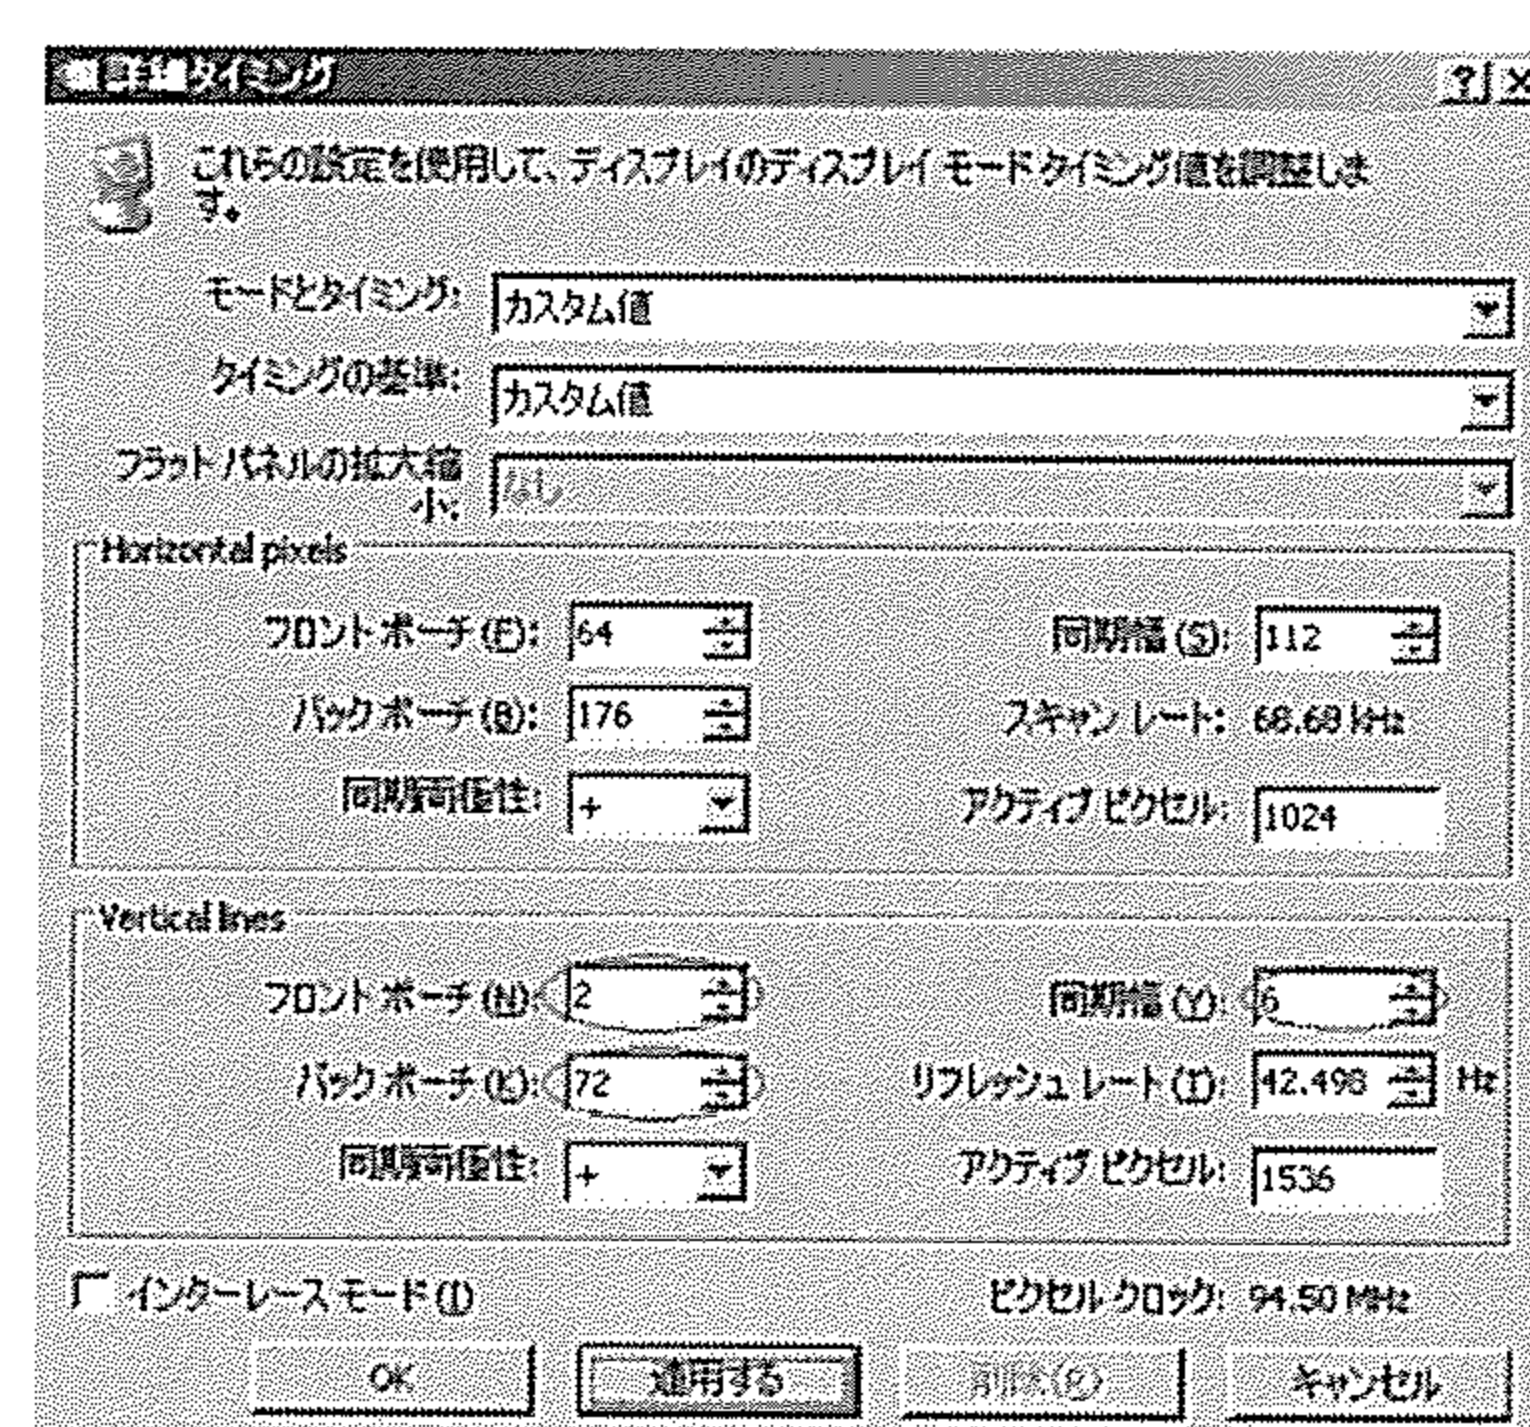 詳細タイミング
これらの設定を使用して、ディスプレイのディスプレイ モード タイミング値を調整しま
す。
モードとタイミング: カスタム値
タイミングの基準: カスタム値
フラット パネルの拡大縮
小: なし
Horizontal pixels
フロント ポーチ (F): 64 同期幅 (S): 112
バック ポーチ (B): 176 スキャン レート: 68.68 kHz
同期極性: + アクティブ ピクセル: 1024
Vertical lines
フロント ポーチ (N): 2 同期幅 (Y): 6
バック ポーチ (K): 72 リフレッシュ レート (T): 42.498 Hz
同期極性: + アクティブ ピクセル: 1536
インターレース モード (I) ピクセル クロック: 94.50 MHz
OK 適用する 削除(R) キャンセル